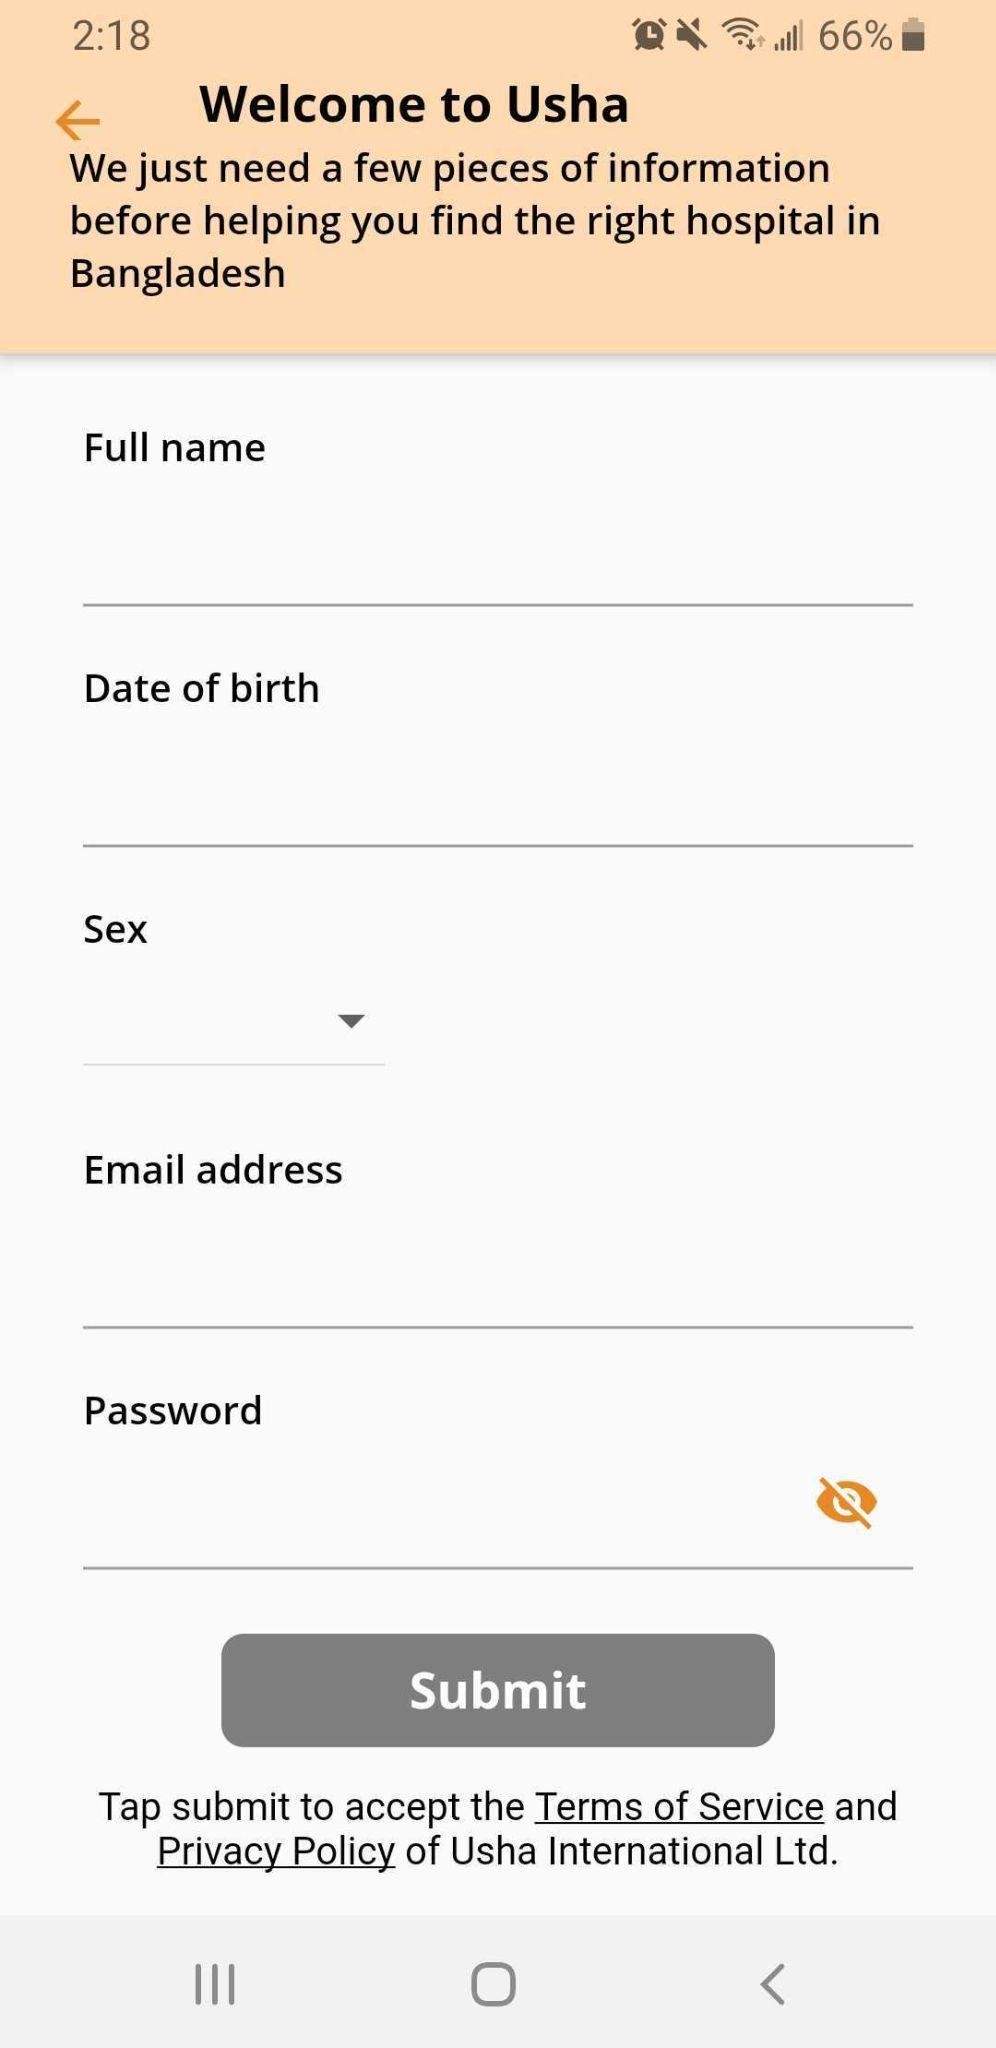 2:18
66%
Welcome to Usha
We just need a few pieces of information
before helping you find the right hospital in
Bangladesh
Full name
Date of birth
Sex
Email address
Password
Submit
Tap submit to accept the Terms of Service and
Privacy Policy of Usha International Ltd.